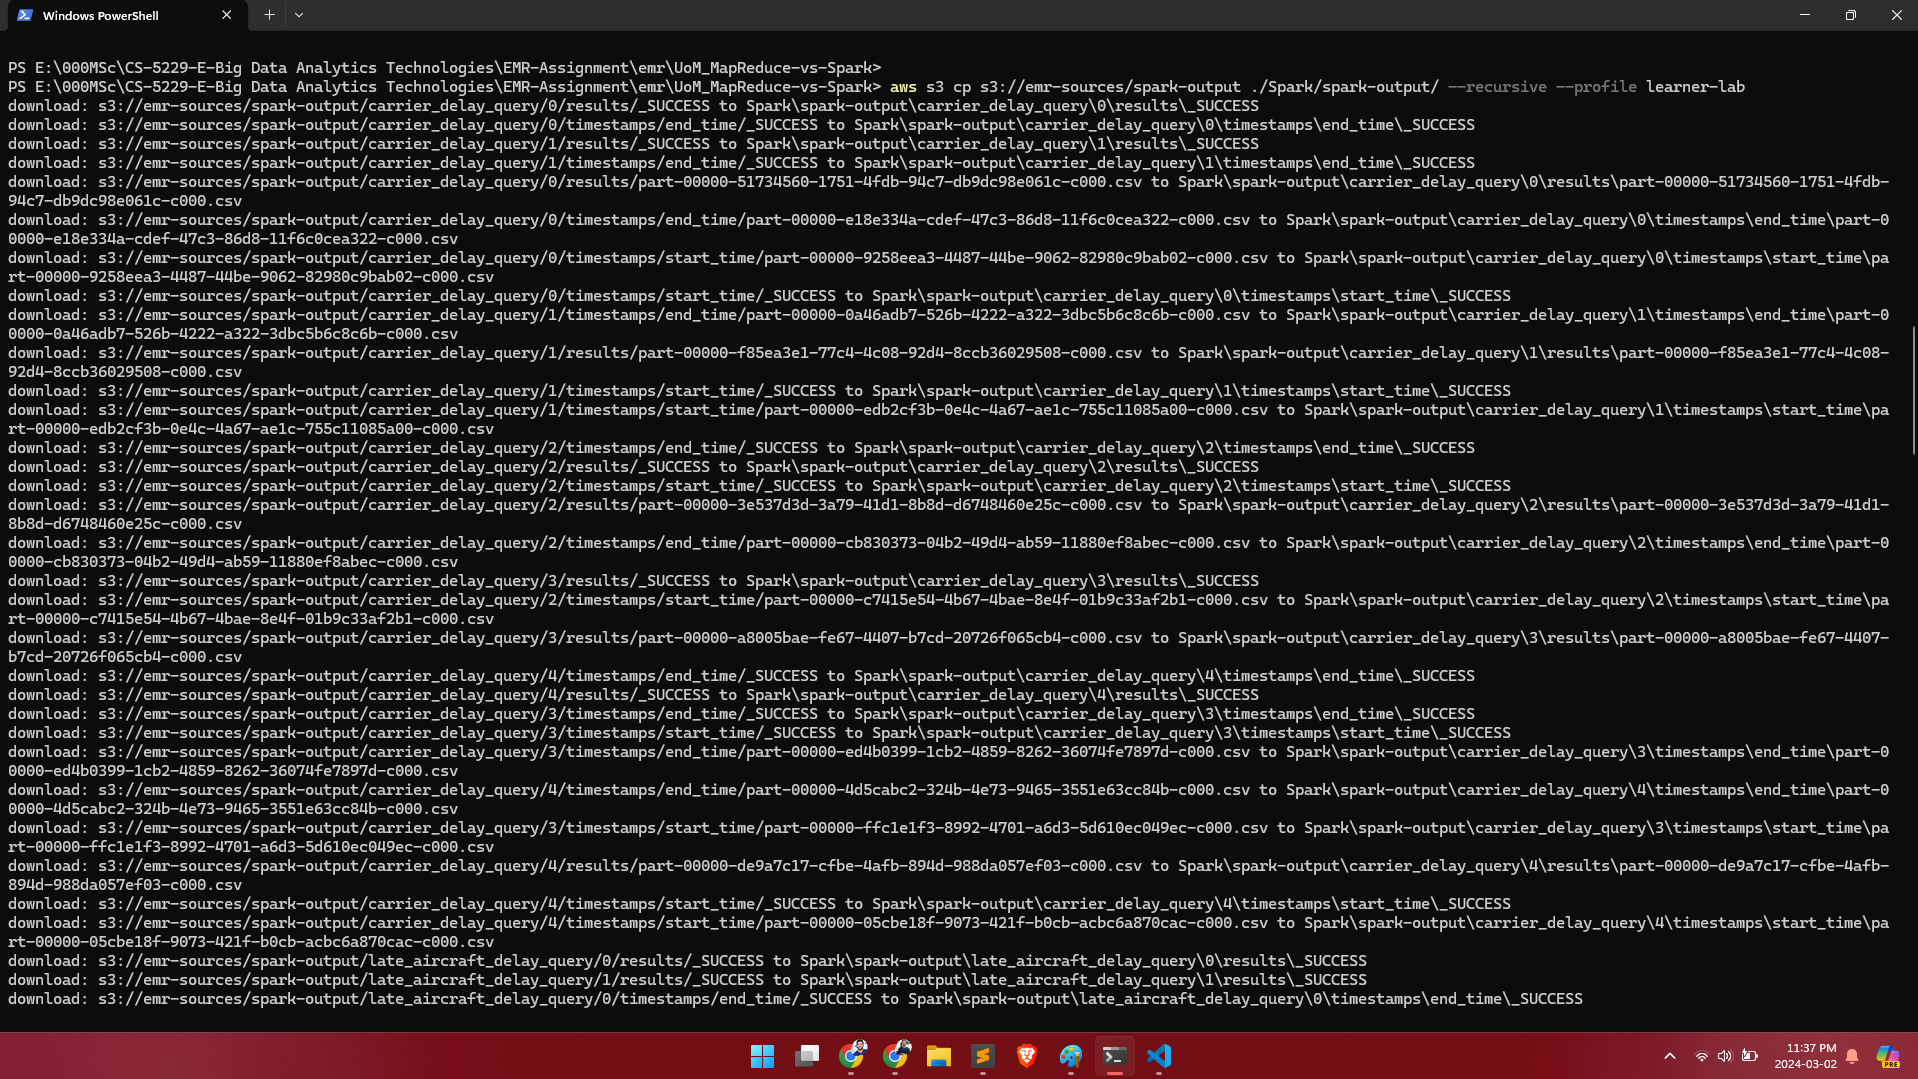 Windows PowerShell
PS E:\000MSc\CS-5229-E-Big Data Analytics Technologies\EMR-Assignment\emr\UoM_MapReduce-vs-Spark>
PS E:\000MSc\CS-5229-E-Big Data Analytics Technologies\EMR-Assignment\emr\UoM_MapReduce-vs-Spark> aws s3 cp s3://emr-sources/spark-output ./Spark/spark-output/ --recursive --profile learner-lab
download: s3://emr-sources/spark-output/carrier_delay_query/0/results/_SUCCESS to Spark\spark-output\carrier_delay_query\0\results\_SUCCESS
download: s3://emr-sources/spark-output/carrier_delay_query/0/timestamps/end_time/_SUCCESS to Spark\spark-output\carrier_delay_query\0\timestamps\end_time\_SUCCESS
download: s3://emr-sources/spark-output/carrier_delay_query/1/results/_SUCCESS to Spark\spark-output\carrier_delay_query\1\results\_SUCCESS
download: s3://emr-sources/spark-output/carrier_delay_query/1/timestamps/end_time/_SUCCESS to Spark\spark-output\carrier_delay_query\1\timestamps\end_time\_SUCCESS
download: s3://emr-sources/spark-output/carrier_delay_query/0/results/part-00000-51734560-1751-4fdb-94c7-db9dc98e061c-c000.csv to Spark\spark-output\carrier_delay_query\0\results\part-00000-51734560-1751-4fdb-
94c7-db9dc98e061c-c000.csv
download: s3://emr-sources/spark-output/carrier_delay_query/0/timestamps/end_time/part-00000-e18e334a-cdef-47c3-86d8-11f6c0cea322-c000.csv to Spark\spark-output\carrier_delay_query\0\timestamps\end_time\part-0
0000-e18e334a-cdef-47c3-86d8-11f6c0cea322-c000.csv
download: s3://emr-sources/spark-output/carrier_delay_query/0/timestamps/start_time/part-00000-9258eea3-4487-44be-9062-82980c9bab02-c000.csv to Spark\spark-output\carrier_delay_query\0\timestamps\start_time\pa
rt-00000-9258eea3-4487-44be-9062-82980c9bab02-c000.csv
download: s3://emr-sources/spark-output/carrier_delay_query/0/timestamps/start_time/_SUCCESS to Spark\spark-output\carrier_delay_query\0\timestamps\start_time\_SUCCESS
download: s3://emr-sources/spark-output/carrier_delay_query/1/timestamps/end_time/part-00000-0a46adb7-526b-4222-a322-3dbc5b6c8c6b-c000.csv to Spark\spark-output\carrier_delay_query\1\timestamps\end_time\part-0
0000-0a46adb7-526b-4222-a322-3dbc5b6c8c6b-c000.csv
download: s3://emr-sources/spark-output/carrier_delay_query/1/results/part-00000-f85ea3e1-77c4-4c08-92d4-8ccb36029508-c000.csv to Spark\spark-output\carrier_delay_query\1\results\part-00000-f85ea3e1-77c4-4c08-
92d4-8ccb36029508-c000.csv
download: s3://emr-sources/spark-output/carrier_delay_query/1/timestamps/start_time/_SUCCESS to Spark\spark-output\carrier_delay_query\1\timestamps\start_time\_SUCCESS
download: s3://emr-sources/spark-output/carrier_delay_query/1/timestamps/start_time/part-00000-edb2cf3b-0e4c-4a67-ae1c-755c11085a00-c000.csv to Spark\spark-output\carrier_delay_query\1\timestamps\start_time\pa
rt-00000-edb2cf3b-0e4c-4a67-ae1c-755c11085a00-c000.csv
download: s3://emr-sources/spark-output/carrier_delay_query/2/timestamps/end_time/_SUCCESS to Spark\spark-output\carrier_delay_query\2\timestamps\end_time\_SUCCESS
download: s3://emr-sources/spark-output/carrier_delay_query/2/results/_SUCCESS to Spark\spark-output\carrier_delay_query\2\results\_SUCCESS
download: s3://emr-sources/spark-output/carrier_delay_query/2/timestamps/start_time/_SUCCESS to Spark\spark-output\carrier_delay_query\2\timestamps\start_time\_SUCCESS
download: s3://emr-sources/spark-output/carrier_delay_query/2/results/part-00000-3e537d3d-3a79-41d1-8b8d-d6748460e25c-c000.csv to Spark\spark-output\carrier_delay_query\2\results\part-00000-3e537d3d-3a79-41d1-
8b8d-d6748460e25c-c000.csv
download: s3://emr-sources/spark-output/carrier_delay_query/2/timestamps/end_time/part-00000-cb830373-04b2-49d4-ab59-11880ef8abec-c000.csv to Spark\spark-output\carrier_delay_query\2\timestamps\end_time\part-0
0000-cb830373-04b2-49d4-ab59-11880ef8abec-c000.csv
download: s3://emr-sources/spark-output/carrier_delay_query/3/results/_SUCCESS to Spark\spark-output\carrier_delay_query\3\results\_SUCCESS
download: s3://emr-sources/spark-output/carrier_delay_query/2/timestamps/start_time/part-00000-c7415e54-4b67-4bae-8e4f-01b9c33af2b1-c000.csv to Spark\spark-output\carrier_delay_query\2\timestamps\start_time\pa
rt-00000-c7415e54-4b67-4bae-8e4f-01b9c33af2b1-c000.csv
download: s3://emr-sources/spark-output/carrier_delay_query/3/results/part-00000-a8005bae-fe67-4407-b7cd-20726f065cb4-c000.csv to Spark\spark-output\carrier_delay_query\3\results\part-00000-a8005bae-fe67-4407-
b7cd-20726f065cb4-c000.csv
download: s3://emr-sources/spark-output/carrier_delay_query/4/timestamps/end_time/_SUCCESS to Spark\spark-output\carrier_delay_query\4\timestamps\end_time\_SUCCESS
download: s3://emr-sources/spark-output/carrier_delay_query/4/results/_SUCCESS to Spark\spark-output\carrier_delay_query\4\results\_SUCCESS
download: s3://emr-sources/spark-output/carrier_delay_query/3/timestamps/end_time/_SUCCESS to Spark\spark-output\carrier_delay_query\3\timestamps\end_time\_SUCCESS
download: s3://emr-sources/spark-output/carrier_delay_query/3/timestamps/start_time/_SUCCESS to Spark\spark-output\carrier_delay_query\3\timestamps\start_time\_SUCCESS
download: s3://emr-sources/spark-output/carrier_delay_query/3/timestamps/end_time/part-00000-ed4b0399-1cb2-4859-8262-36074fe7897d-c000.csv to Spark\spark-output\carrier_delay_query\3\timestamps\end_time\part-0
0000-ed4b0399-1cb2-4859-8262-36074fe7897d-c000.csv
download: s3://emr-sources/spark-output/carrier_delay_query/4/timestamps/end_time/part-00000-4d5cabc2-324b-4e73-9465-3551e63cc84b-c000.csv to Spark\spark-output\carrier_delay_query\4\timestamps\end_time\part-0
0000-4d5cabc2-324b-4e73-9465-3551e63cc84b-c000.csv
download: s3://emr-sources/spark-output/carrier_delay_query/3/timestamps/start_time/part-00000-ffc1e1f3-8992-4701-a6d3-5d610ec049ec-c000.csv to Spark\spark-output\carrier_delay_query\3\timestamps\start_time\pa
rt-00000-ffc1e1f3-8992-4701-a6d3-5d610ec049ec-c000.csv
download: s3://emr-sources/spark-output/carrier_delay_query/4/results/part-00000-de9a7c17-cfbe-4afb-894d-988da057ef03-c000.csv to Spark\spark-output\carrier_delay_query\4\results\part-00000-de9a7c17-cfbe-4afb-
894d-988da057ef03-c000.csv
download: s3://emr-sources/spark-output/carrier_delay_query/4/timestamps/start_time/_SUCCESS to Spark\spark-output\carrier_delay_query\4\timestamps\start_time\_SUCCESS
download: s3://emr-sources/spark-output/carrier_delay_query/4/timestamps/start_time/part-00000-05cbe18f-9073-421f-b0cb-acbc6a870cac-c000.csv to Spark\spark-output\carrier_delay_query\4\timestamps\start_time\pa
rt-00000-05cbe18f-9073-421f-b0cb-acbc6a870cac-c000.csv
download: s3://emr-sources/spark-output/late_aircraft_delay_query/0/results/_SUCCESS to Spark\spark-output\late_aircraft_delay_query\0\results\_SUCCESS
download: s3://emr-sources/spark-output/late_aircraft_delay_query/1/results/_SUCCESS to Spark\spark-output\late_aircraft_delay_query\1\results\_SUCCESS
download: s3://emr-sources/spark-output/late_aircraft_delay_query/0/timestamps/end_time/_SUCCESS to Spark\spark-output\late_aircraft_delay_query\0\timestamps\end_time\_SUCCESS
11:37 PM
2024-03-02
PRE